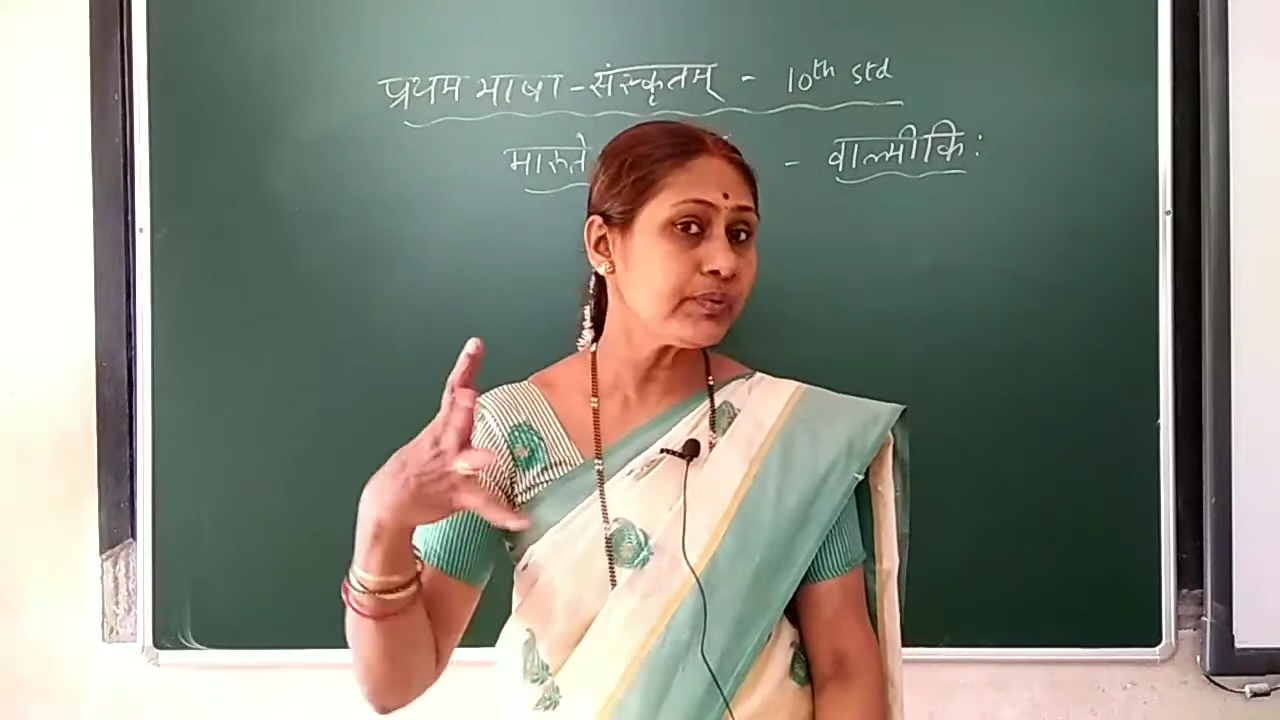 प्रथम भाषा - संस्कृतम् - 10th std
मारुते - वाल्मीकिः